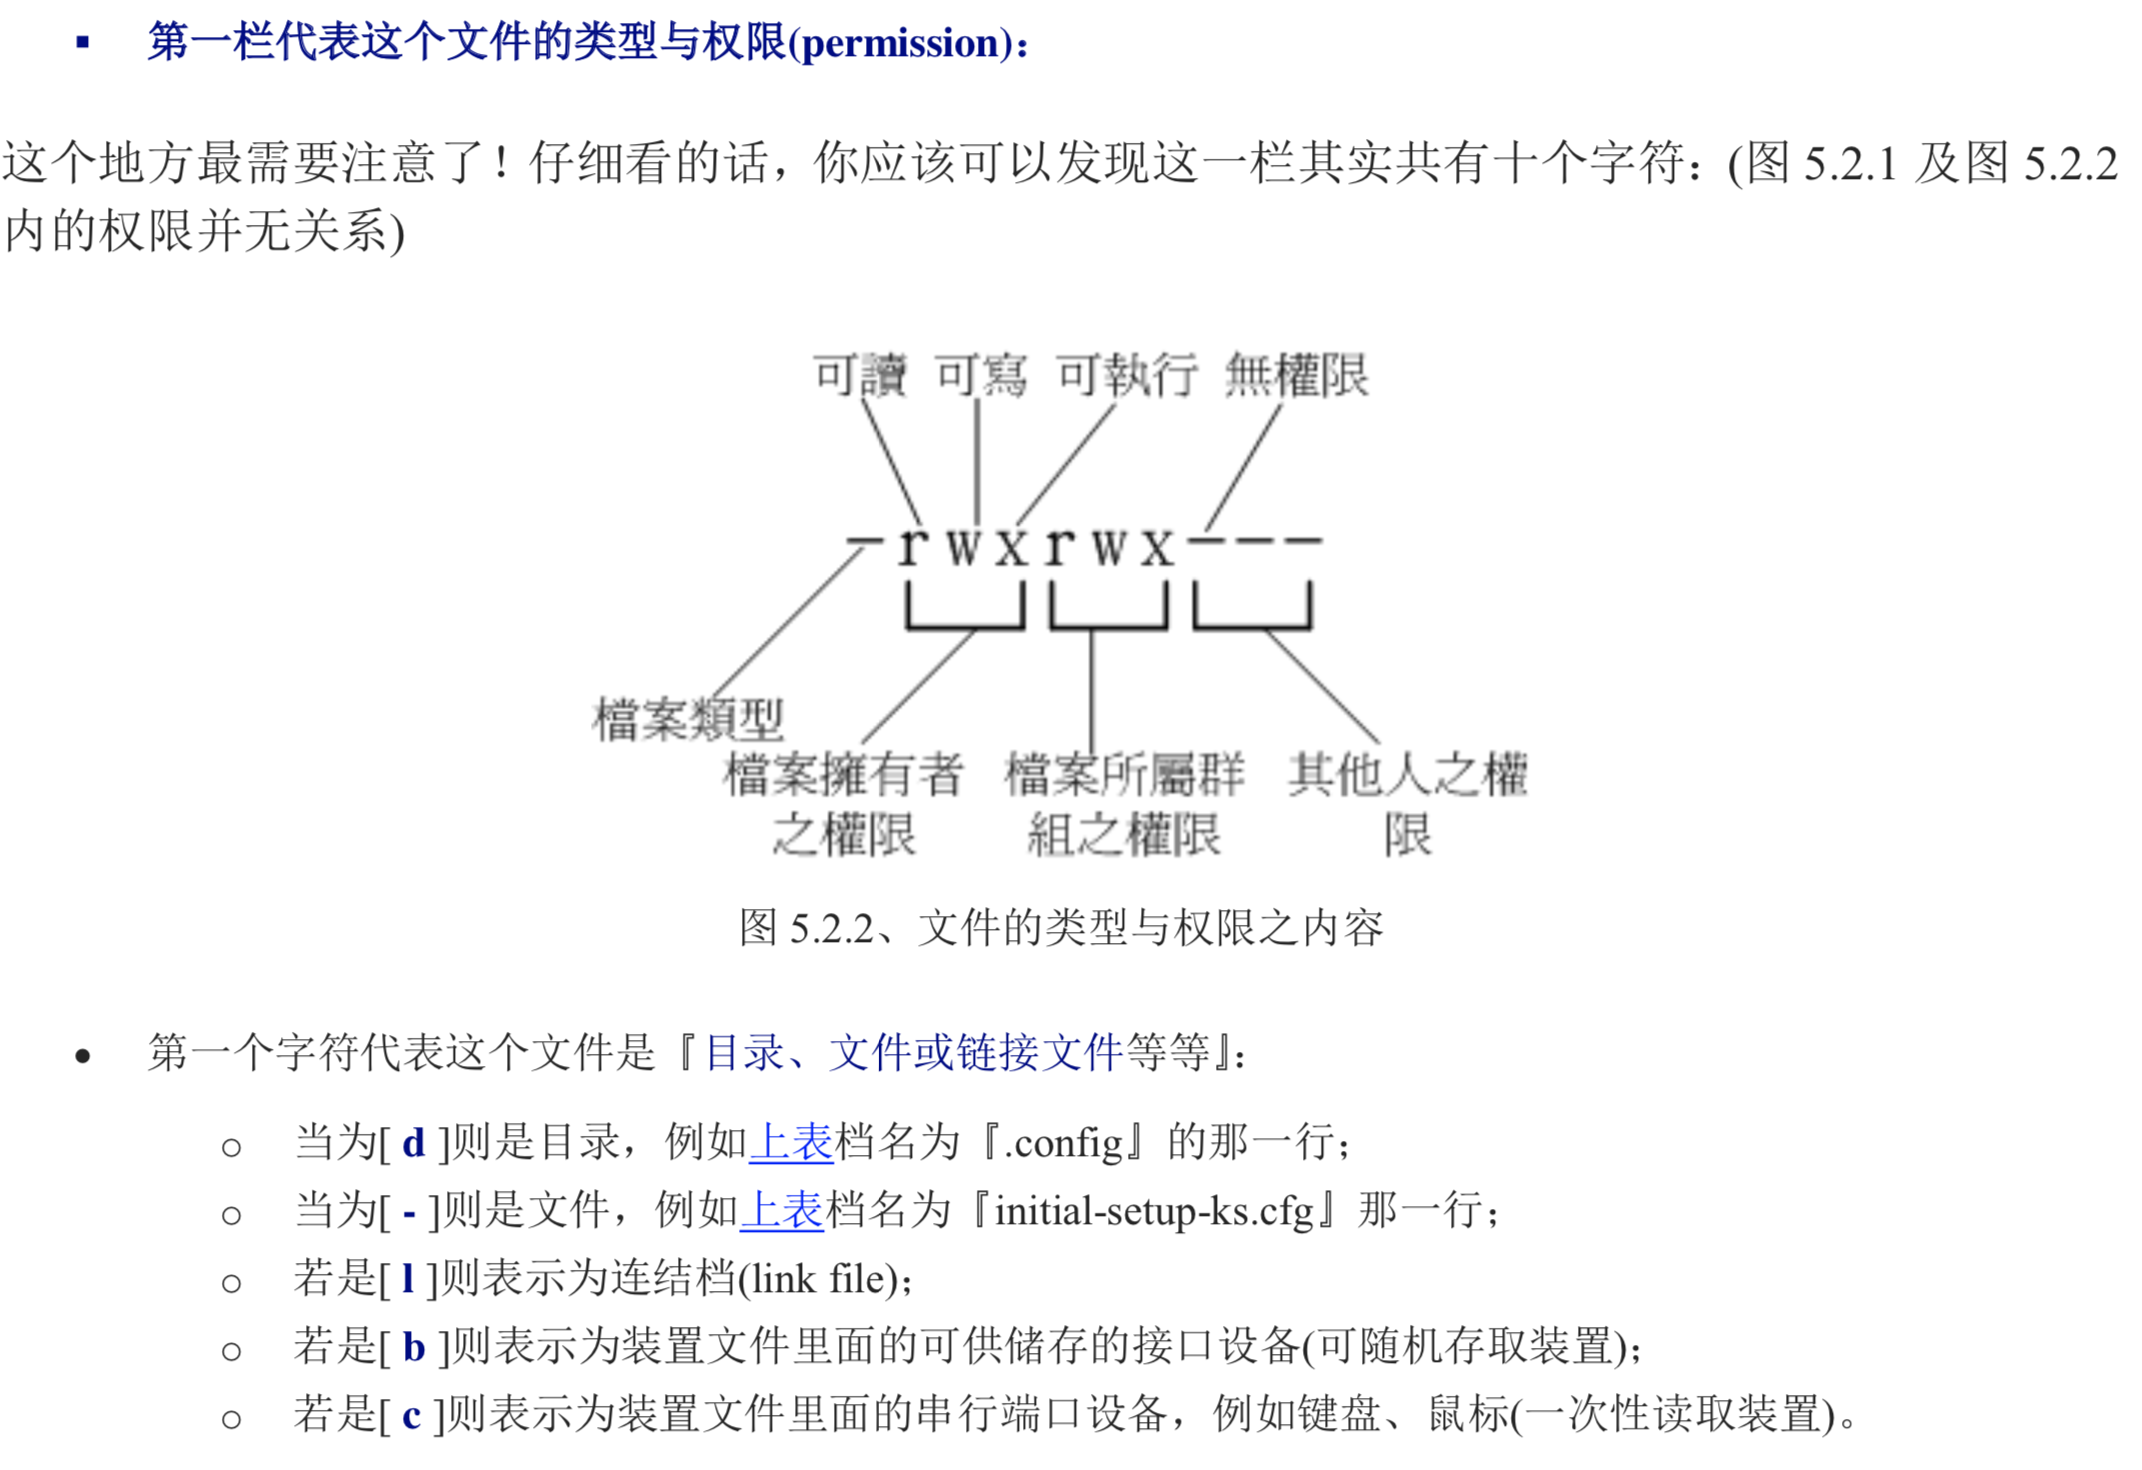 ▪ 第一栏代表这个文件的类型与权限(permission)：
这个地方最需要注意了！仔细看的话，你应该可以发现这一栏其实共有十个字符：(图 5.2.1 及图 5.2.2
内的权限并无关系)
可讀 可寫 可執行 無權限
-rwxrwx---
檔案類型
檔案擁有者 檔案所屬群 其他人之權
之權限 組之權限 限
图 5.2.2、文件的类型与权限之内容
• 第一个字符代表这个文件是『目录、文件或链接文件等等』：
○ 当为[ d ]则是目录，例如上表档名为『.config』的那一行；
○ 当为[ - ]则是文件，例如上表档名为『initial-setup-ks.cfg』那一行；
○ 若是[ l ]则表示为连结档(link file)；
○ 若是[ b ]则表示为装置文件里面的可供储存的接口设备(可随机存取装置)；
○ 若是[ c ]则表示为装置文件里面的串行端口设备，例如键盘、鼠标(一次性读取装置)。